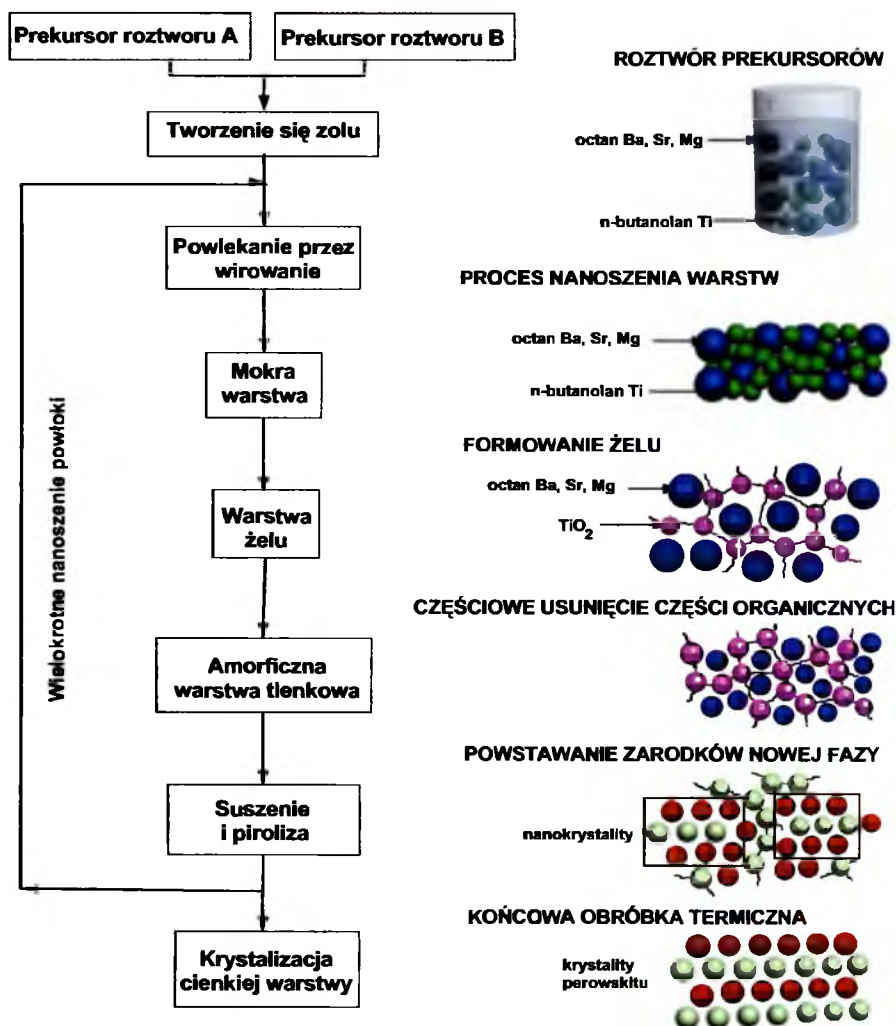 Prekursor roztworu A
Prekursor roztworu B
Tworzenie się zolu
Powlekanie przez
wirowanie
Mokra
warstwa
Warstwa
żelu
Amorficzna
warstwa tlenkowa
Suszenie
i piroliza
Krystalizacja
cienkiej warstwy
Wielokrotne nanoszenie powłoki
ROZTWÓR PREKURSORÓW
octan Ba, Sr, Mg
n-butanolan Ti
PROCES NANOSZENIA WARSTW
octan Ba, Sr, Mg
n-butanolan Ti
FORMOWANIE ŻELU
octan Ba, Sr, Mg
TiO₂
CZĘŚCIOWE USUNIĘCIE CZĘŚCI ORGANICZNYCH
POWSTAWANIE ZARODKÓW NOWEJ FAZY
nanokrystality
KOŃCOWA OBRÓBKA TERMICZNA
krystality
perowskitu